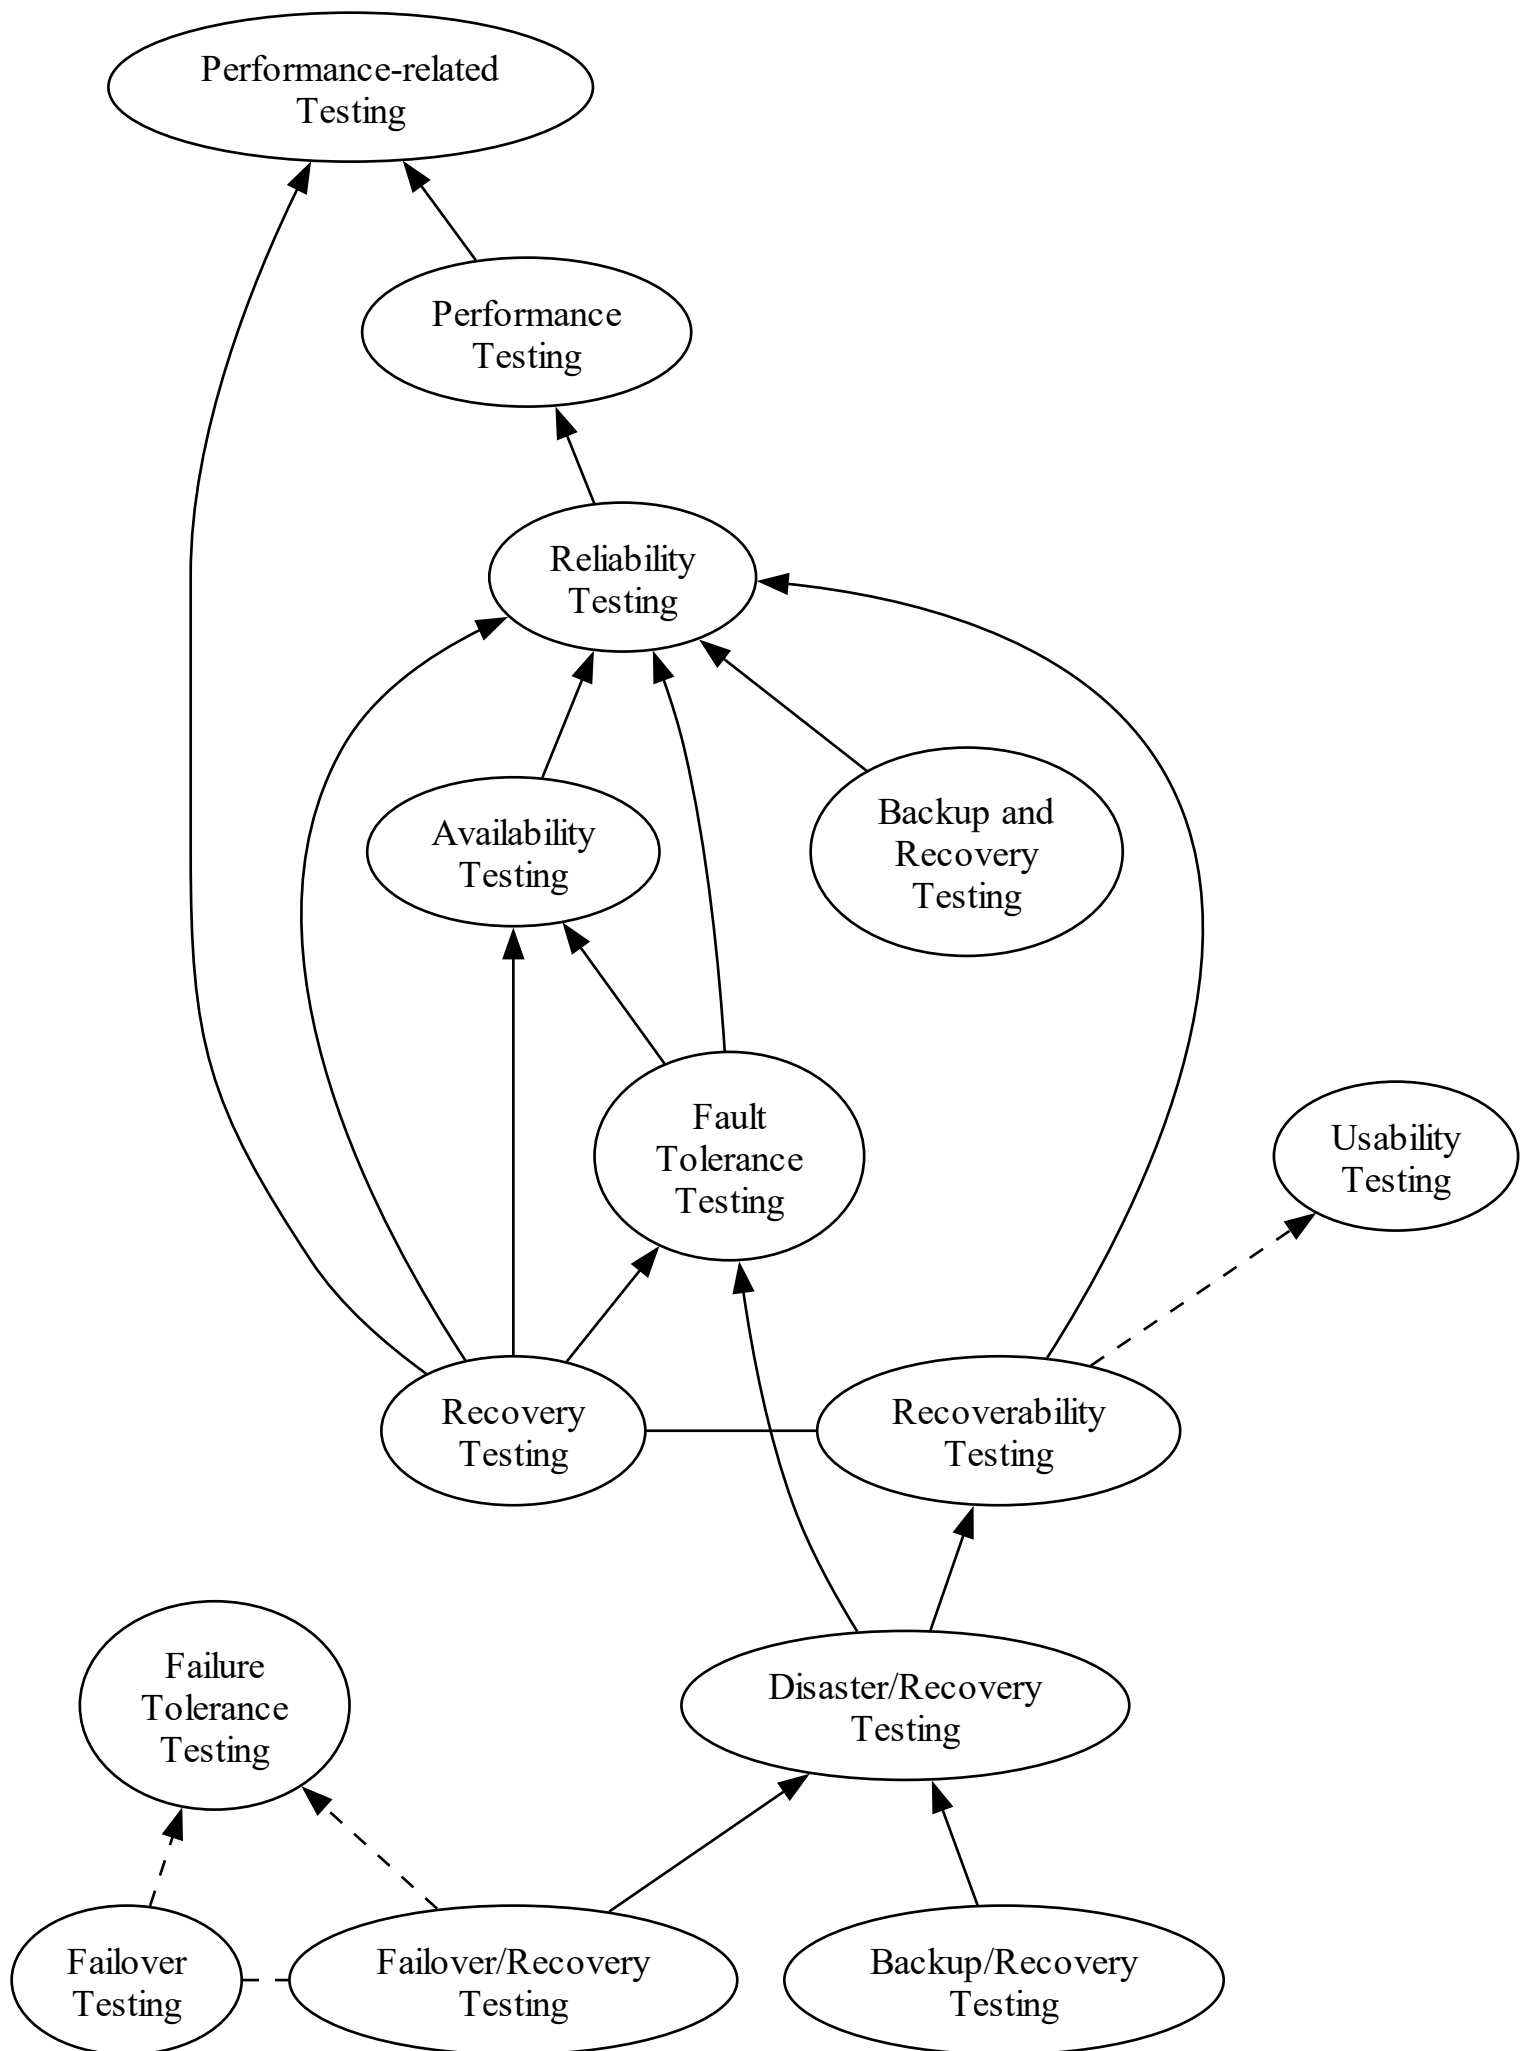 Performance-related
Testing
Performance
Testing
Reliability
Testing
Availability
Testing
Backup and
Recovery
Testing
Fault
Tolerance
Testing
Usability
Testing
Recovery
Testing
Recoverability
Testing
Failure
Tolerance
Testing
Disaster/Recovery
Testing
Failover
Testing
Failover/Recovery
Testing
Backup/Recovery
Testing